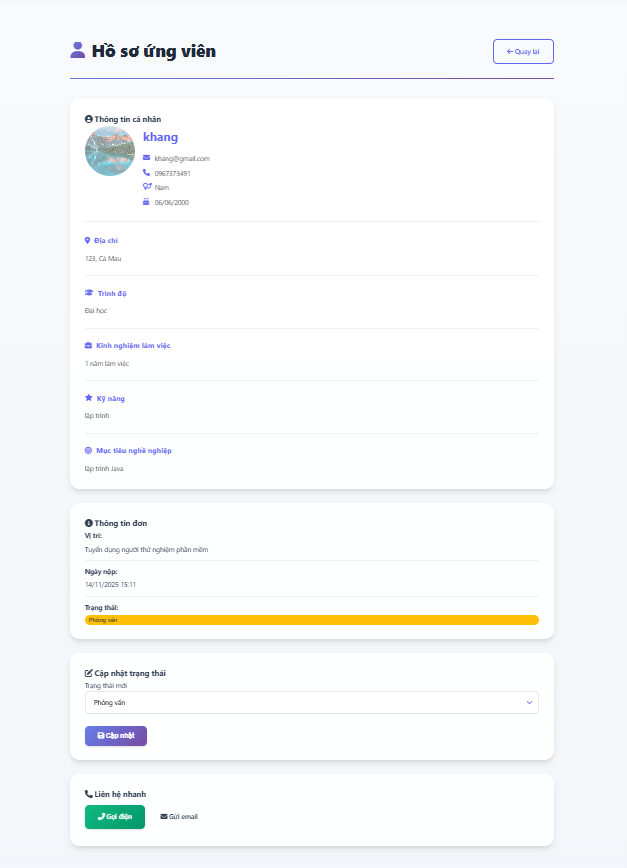 Hồ sơ ứng viên
Quay lại
Thông tin cá nhân
khang
khang@gmail.com
0967373491
Nam
06/06/2000
Địa chỉ
123, Cà Mau
Trình độ
Đại học
Kinh nghiệm làm việc
1 năm làm việc
Kỹ năng
lập trình
Mục tiêu nghề nghiệp
lập trình Java
Thông tin đơn
Vị trí:
Tuyển dụng người thử nghiệm phần mềm
Ngày nộp:
14/11/2025 15:11
Trạng thái:
Phỏng vấn
Cập nhật trạng thái
Trạng thái mới
Phỏng vấn
Cập nhật
Liên hệ nhanh
Gọi điện
Gửi email